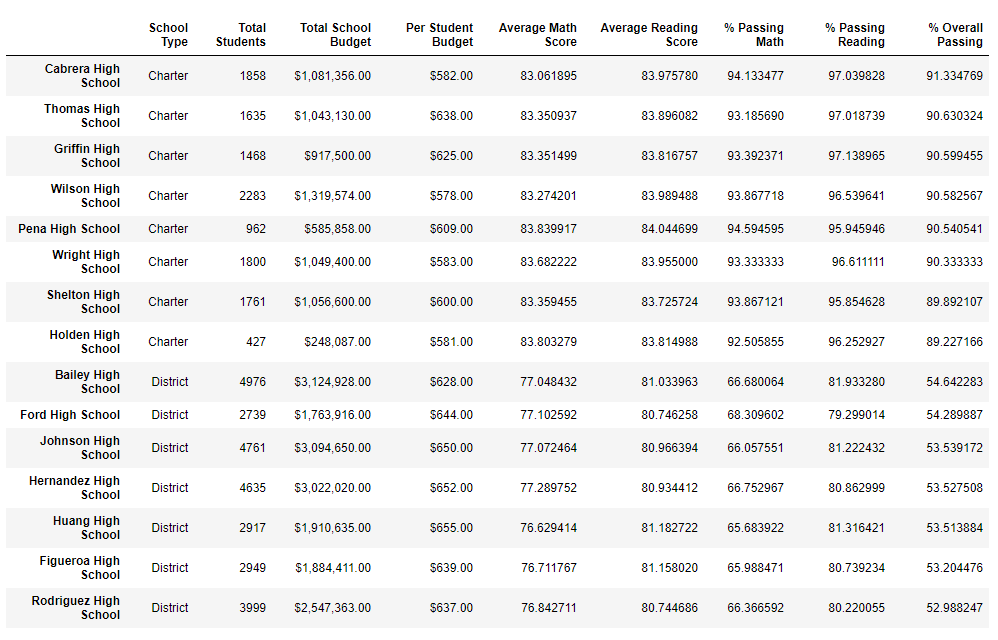 School Type Total Students Total School Budget Per Student Budget Average Math Score Average Reading Score % Passing Math % Passing Reading % Overall Passing
Cabrera High School Charter 1858 $1,081,356.00 $582.00 83.061895 83.975780 94.133477 97.039828 91.334769
Thomas High School Charter 1635 $1,043,130.00 $638.00 83.350937 83.896082 93.185690 97.018739 90.630324
Griffin High School Charter 1468 $917,500.00 $625.00 83.351499 83.816757 93.392371 97.138965 90.599455
Wilson High School Charter 2283 $1,319,574.00 $578.00 83.274201 83.989488 93.867718 96.539641 90.582567
Pena High School Charter 962 $585,858.00 $609.00 83.839917 84.044699 94.594595 95.945946 90.540541
Wright High School Charter 1800 $1,049,400.00 $583.00 83.682222 83.955000 93.333333 96.611111 90.333333
Shelton High School Charter 1761 $1,056,600.00 $600.00 83.359455 83.725724 93.867121 95.854628 89.892107
Holden High School Charter 427 $248,087.00 $581.00 83.803279 83.814988 92.505855 96.252927 89.227166
Bailey High School District 4976 $3,124,928.00 $628.00 77.048432 81.033963 66.680064 81.933280 54.642283
Ford High School District 2739 $1,763,916.00 $644.00 77.102592 80.746258 68.309602 79.299014 54.289887
Johnson High School District 4761 $3,094,650.00 $650.00 77.072464 80.966394 66.057551 81.222432 53.539172
Hernandez High School District 4635 $3,022,020.00 $652.00 77.289752 80.934412 66.752967 80.862999 53.527508
Huang High School District 2917 $1,910,635.00 $655.00 76.629414 81.182722 65.683922 81.316421 53.513884
Figueroa High School District 2949 $1,884,411.00 $639.00 76.711767 81.158020 65.988471 80.739234 53.204476
Rodriguez High School District 3999 $2,547,363.00 $637.00 76.842711 80.744686 66.366592 80.220055 52.988247